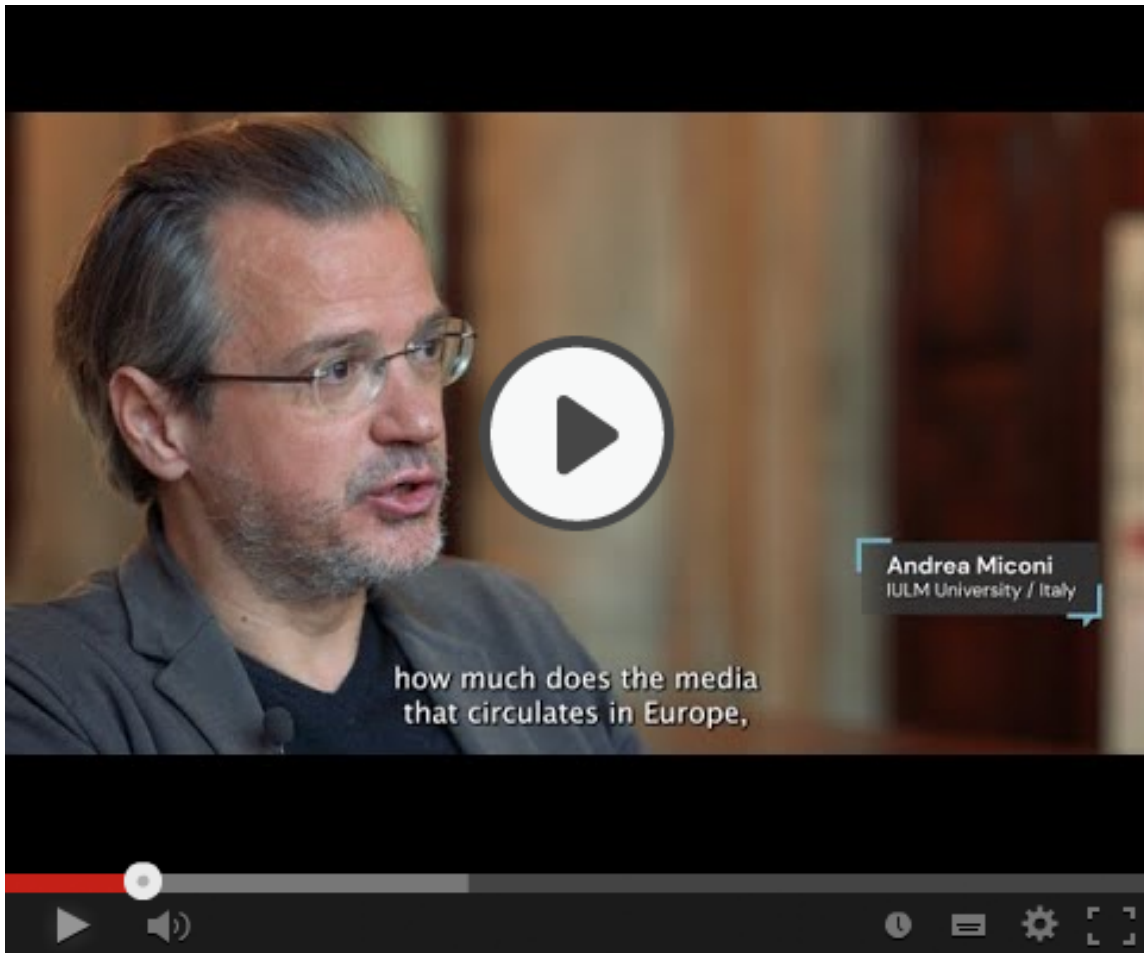 Andrea Miconi
IULM University / Italy
how much does the media
that circulates in Europe,